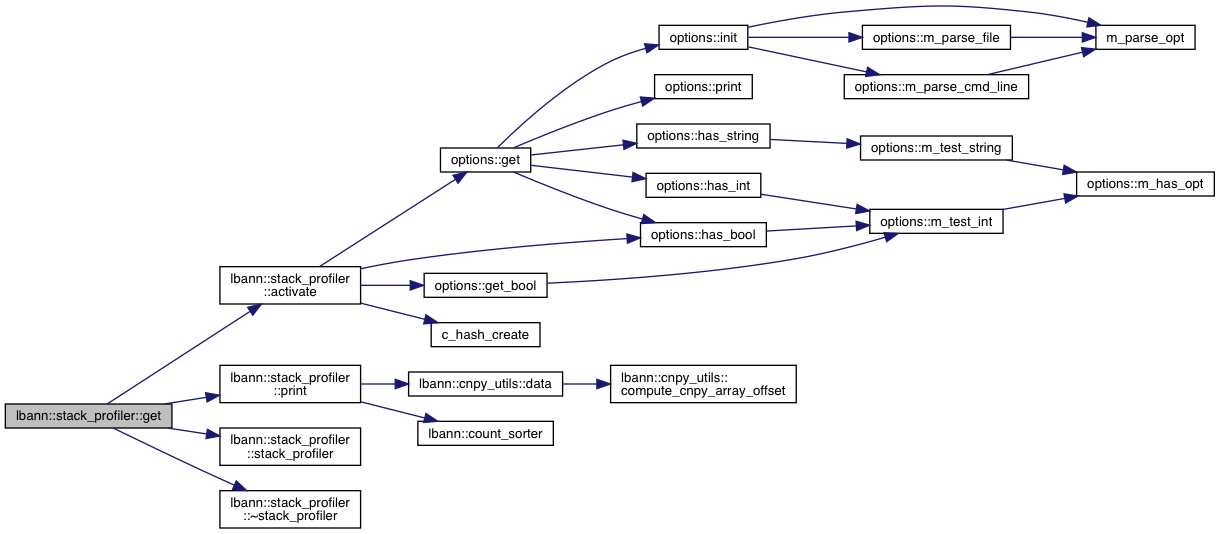 options::init
options::m_parse_file
m_parse_opt
options::print
options::m_parse_cmd_line
options::has_string
options::m_test_string
options::get
options::has_int
options::m_has_opt
options::m_test_int
options::has_bool
lbann::stack_profiler
::activate
options::get_bool
c_hash_create
lbann::stack_profiler
::print
lbann::cnpy_utils::data
lbann::cnpy_utils::
compute_cnpy_array_offset
lbann::stack_profiler::get
lbann::count_sorter
lbann::stack_profiler
::stack_profiler
lbann::stack_profiler
::~stack_profiler